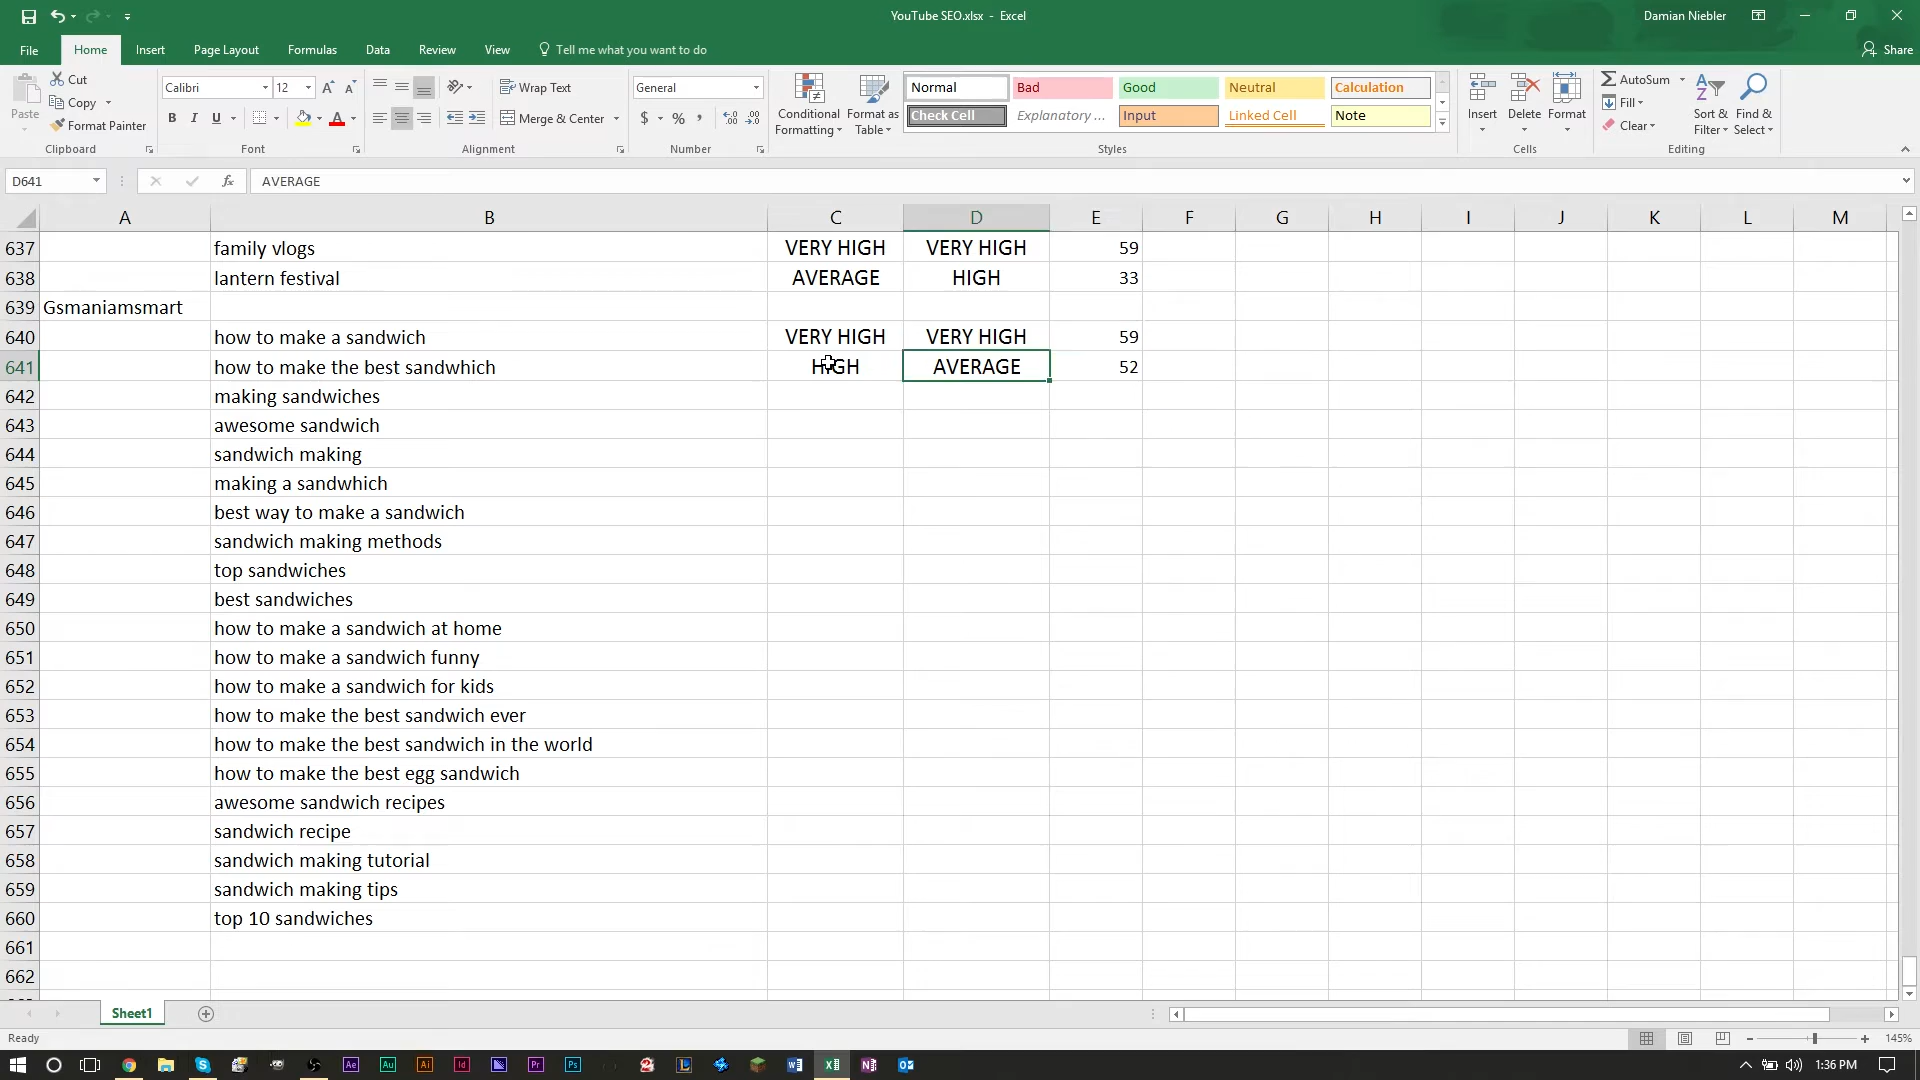 YouTube SEO.xlsx - Excel
Damian Niebler
File Home Insert Page Layout Formulas Data Review View Tell me what you want to do Share
Paste Cut Copy Format Painter Clipboard
Calibri 12 A A B I U A Font
Wrap Text Merge & Center Alignment
General $ % , Number
Conditional Formatting Format as Table
Normal Bad Good Neutral Calculation
Check Cell Explanatory ... Input Linked Cell Note
Styles
Insert Delete Format Cells
AutoSum Fill Clear Sort & Filter Find & Select Editing
D641 fx AVERAGE
A B C D E F G H I J K L M
637 family vlogs VERY HIGH VERY HIGH 59
638 lantern festival AVERAGE HIGH 33
639 Gsmaniamsmart
640 how to make a sandwich VERY HIGH VERY HIGH 59
641 how to make the best sandwhich HIGH AVERAGE 52
642 making sandwiches
643 awesome sandwich
644 sandwich making
645 making a sandwhich
646 best way to make a sandwich
647 sandwich making methods
648 top sandwiches
649 best sandwiches
650 how to make a sandwich at home
651 how to make a sandwich funny
652 how to make a sandwich for kids
653 how to make the best sandwich ever
654 how to make the best sandwich in the world
655 how to make the best egg sandwich
656 awesome sandwich recipes
657 sandwich recipe
658 sandwich making tutorial
659 sandwich making tips
660 top 10 sandwiches
661
662
Sheet1
Ready 145%
Ae Au Ai Id Pr Ps 1:36 PM